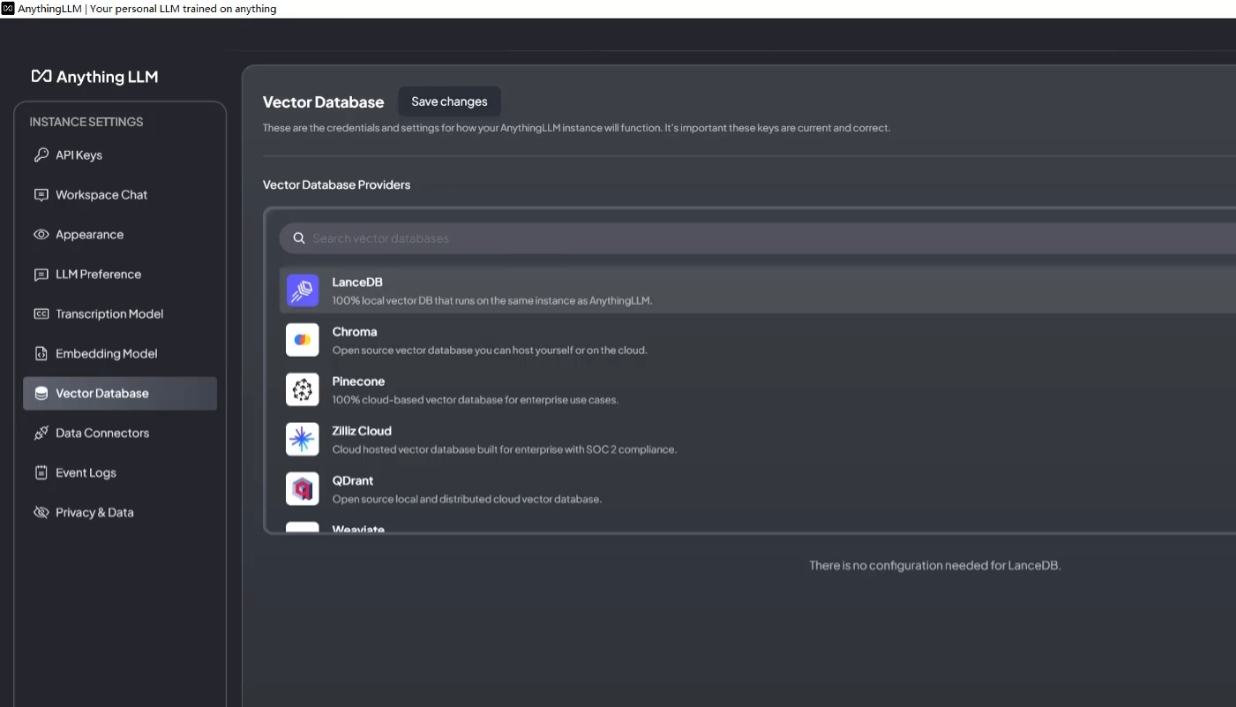 AnythingLLM | Your personal LLM trained on anything
Anything LLM
INSTANCE SETTINGS
API Keys
Workspace Chat
Appearance
LLM Preference
Transcription Model
Embedding Model
Vector Database
Data Connectors
Event Logs
Privacy & Data
Vector Database
Save changes
These are the credentials and settings for how your AnythingLLM instance will function. It's important these keys are current and correct.
Vector Database Providers
Search vector databases
LanceDB
100% local vector DB that runs on the same instance as AnythingLLM.
Chroma
Open source vector database you can host yourself or on the cloud.
Pinecone
100% cloud-based vector database for enterprise use cases.
Zilliz Cloud
Cloud hosted vector database built for enterprise with SOC 2 compliance.
QDrant
Open source local and distributed cloud vector database.
Weaviate
There is no configuration needed for LanceDB.